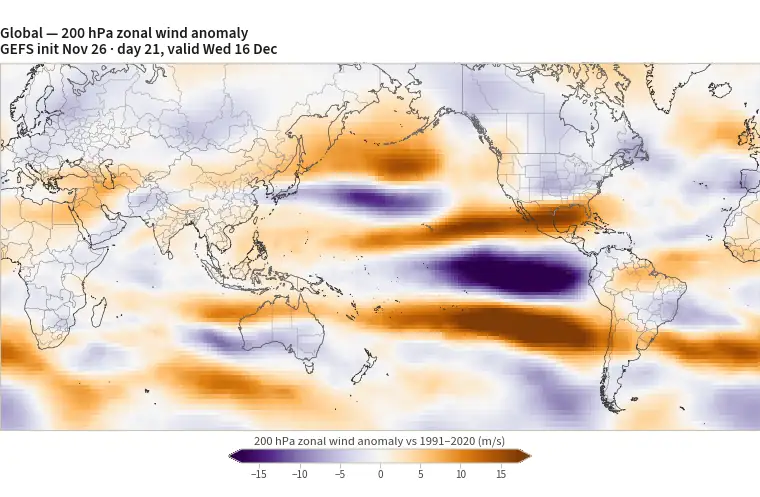 Global — 200 hPa zonal wind anomaly
GEFS init Nov 26 · day 21, valid Wed 16 Dec
200 hPa zonal wind anomaly vs 1991–2020 (m/s)
−15 −10 −5 0 5 10 15